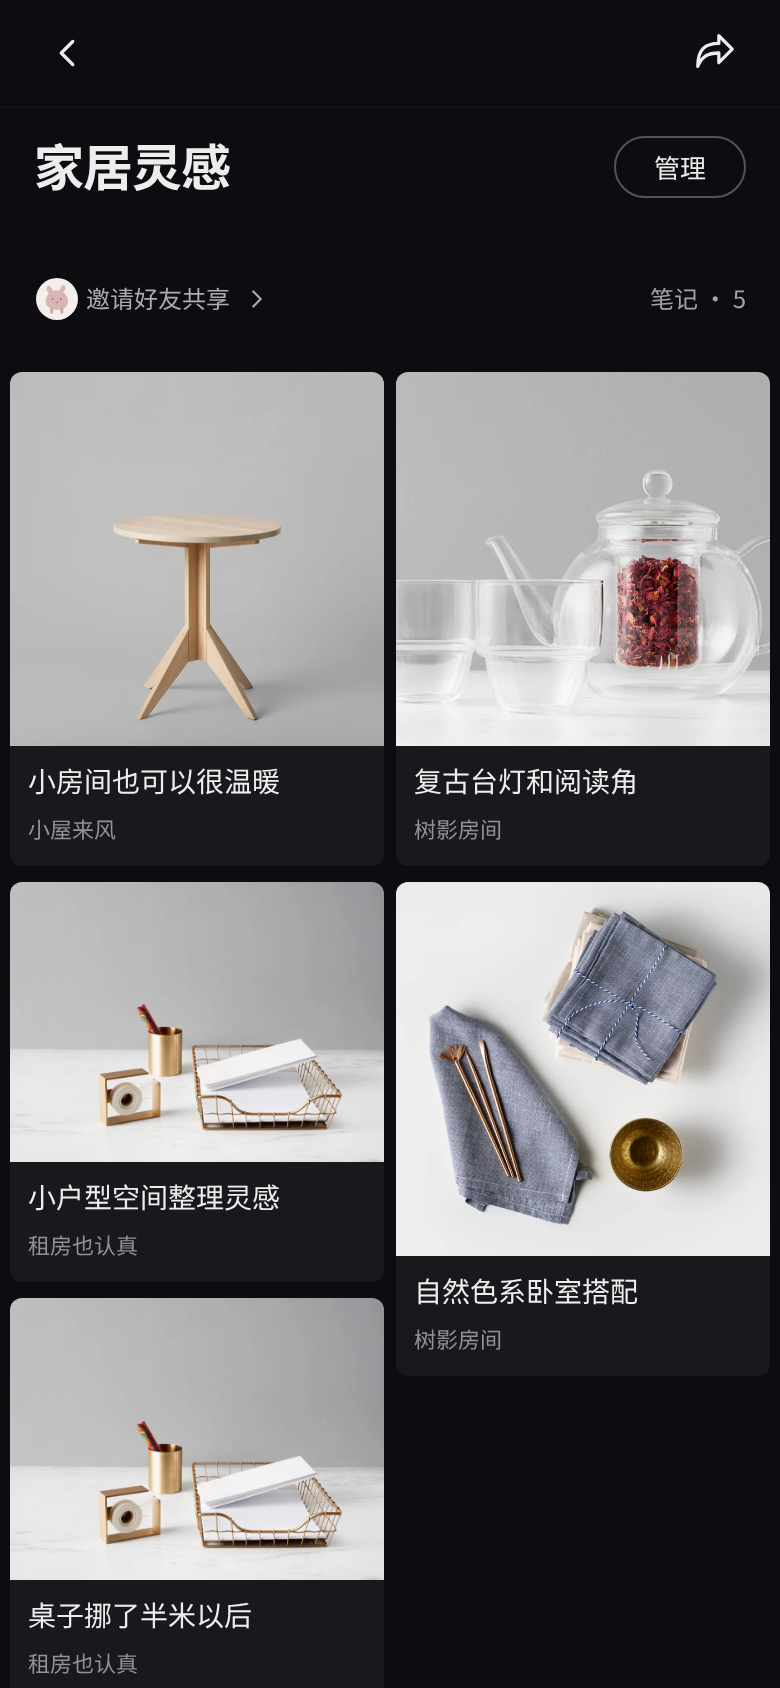 家居灵感
管理
邀请好友共享
笔记 · 5
小房间也可以很温暖
小屋来风
复古台灯和阅读角
树影房间
小户型空间整理灵感
租房也认真
自然色系卧室搭配
树影房间
桌子挪了半米以后
租房也认真